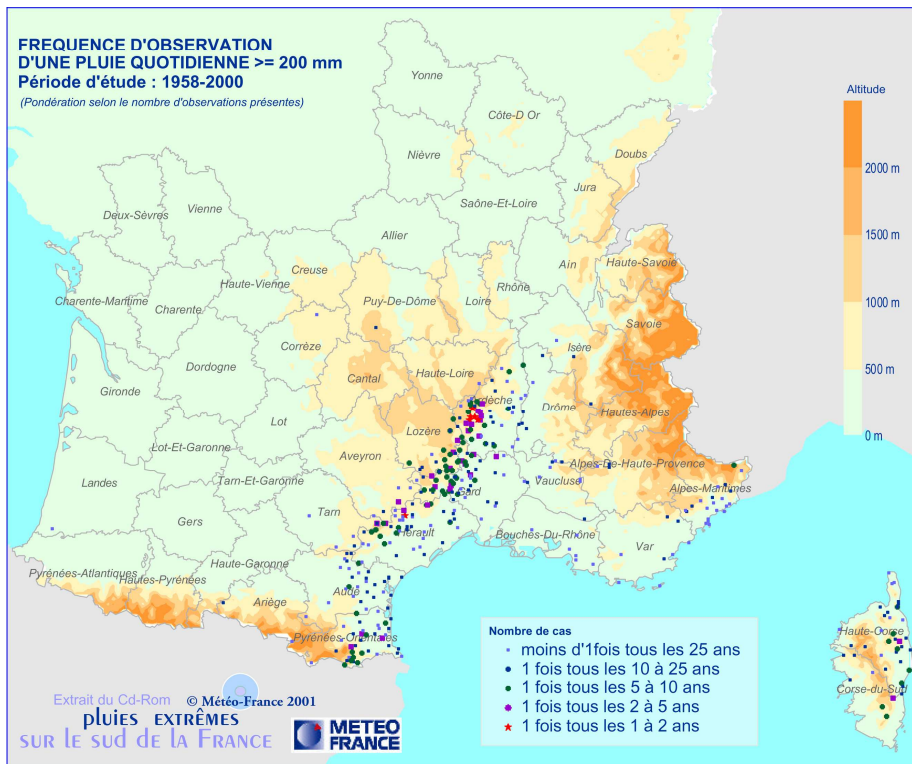 FREQUENCE D'OBSERVATION
D'UNE PLUIE QUOTIDIENNE >= 200 mm
Période d'étude : 1958-2000
(Pondération selon le nombre d'observations présentes)
Altitude
2000 m
1500 m
1000 m
500 m
0 m
Yonne
Côte-D Or
Nièvre
Doubs
Jura
Saône-Et-Loire
Deux-Sèvres
Vienne
Allier
Ain
Haute-Savoie
Creuse
Haute-Vienne
Charente-Maritime
Charente
Puy-De-Dôme
Loire
Rhône
Savoie
Corrèze
Isère
Dordogne
Cantal
Haute-Loire
Gironde
Ardèche
Drôme
Hautes-Alpes
Lot
Lozère
Lot-Et-Garonne
Aveyron
Alpes-De-Haute-Provence
Landes
Tarn-Et-Garonne
Gard
Vaucluse
Alpes-Maritimes
Gers
Tarn
Hérault
Bouches-Du-Rhône
Var
Pyrénées-Atlantiques
Hautes-Pyrénées
Haute-Garonne
Ariège
Aude
Pyrénées-Orientales
Haute-Corse
Corse-du-Sud
Nombre de cas
moins d'1fois tous les 25 ans
1 fois tous les 10 à 25 ans
1 fois tous les 5 à 10 ans
1 fois tous les 2 à 5 ans
1 fois tous les 1 à 2 ans
Extrait du Cd-Rom © Météo-France 2001
pluies EXTRÊMES
SUR LE SUD DE LA FRANCE
METEO
FRANCE